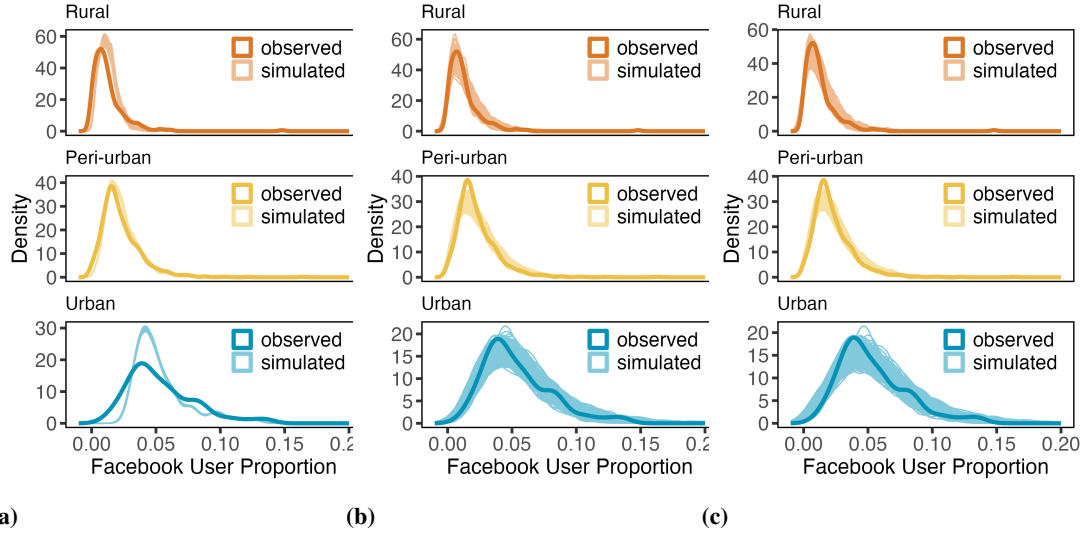 Rural
60
40
20
0
observed
simulated
Peri-urban
40
30
20
10
0
observed
simulated
Urban
30
20
10
0
observed
simulated
0.00 0.05 0.10 0.15 0.2
Density
Facebook User Proportion
a)
Rural
60
40
20
0
observed
simulated
Peri-urban
40
30
20
10
0
observed
simulated
Urban
20
15
10
5
0
observed
simulated
0.00 0.05 0.10 0.15 0.2
Density
Facebook User Proportion
(b)
Rural
60
40
20
0
observed
simulated
Peri-urban
40
30
20
10
0
observed
simulated
Urban
20
15
10
5
0
observed
simulated
0.00 0.05 0.10 0.15 0.20
Density
Facebook User Proportion
(c)